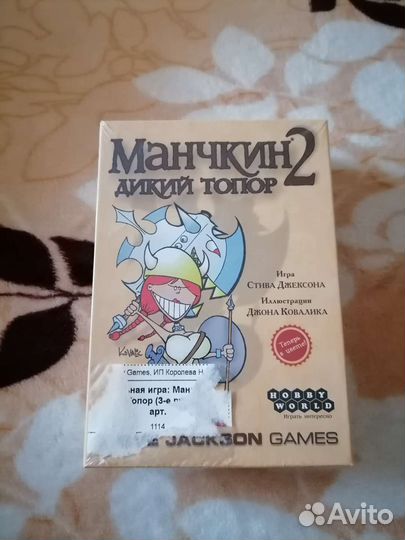 Манчкин 2
ДИКИЙ ТОПОР
Игра
Стива Джексона
Иллюстрации
Джона Ковалика
Теперь
в цвете!
Games, ИП Королева Н
ная игра: Ман
Топор (3-е
арт.
1114
HOBBY
WORLD
Играть интересно
JACKSON GAMES
Avito